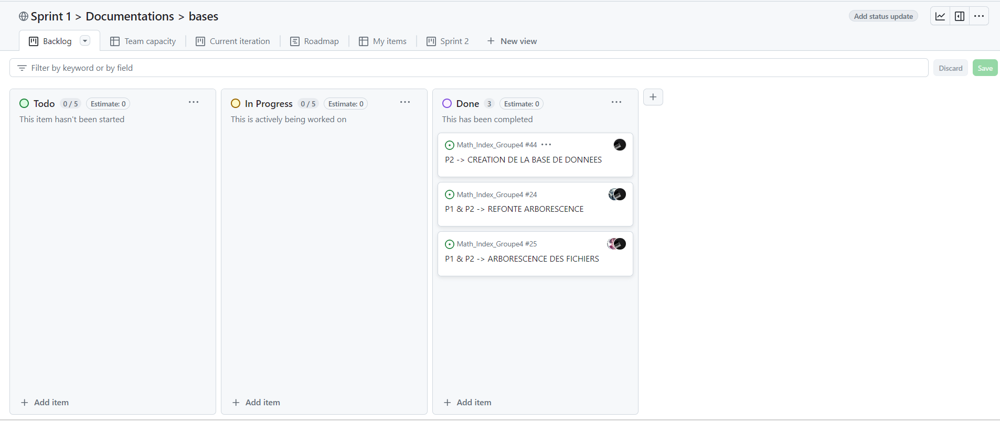 Sprint 1 > Documentations > bases
Add status update
Backlog
Team capacity
Current iteration
Roadmap
My items
Sprint 2
New view
Filter by keyword or by field
Discard
Save
Todo 0 / 5 Estimate: 0
This item hasn't been started
Add item
In Progress 0 / 5 Estimate: 0
This is actively being worked on
Add item
Done 3 Estimate: 0
This has been completed
Math_Index_Groupe4 #44
P2 -> CREATION DE LA BASE DE DONNEES
Math_Index_Groupe4 #24
P1 & P2 -> REFONTE ARBORESCENCE
Math_Index_Groupe4 #25
P1 & P2 -> ARBORESCENCE DES FICHIERS
Add item